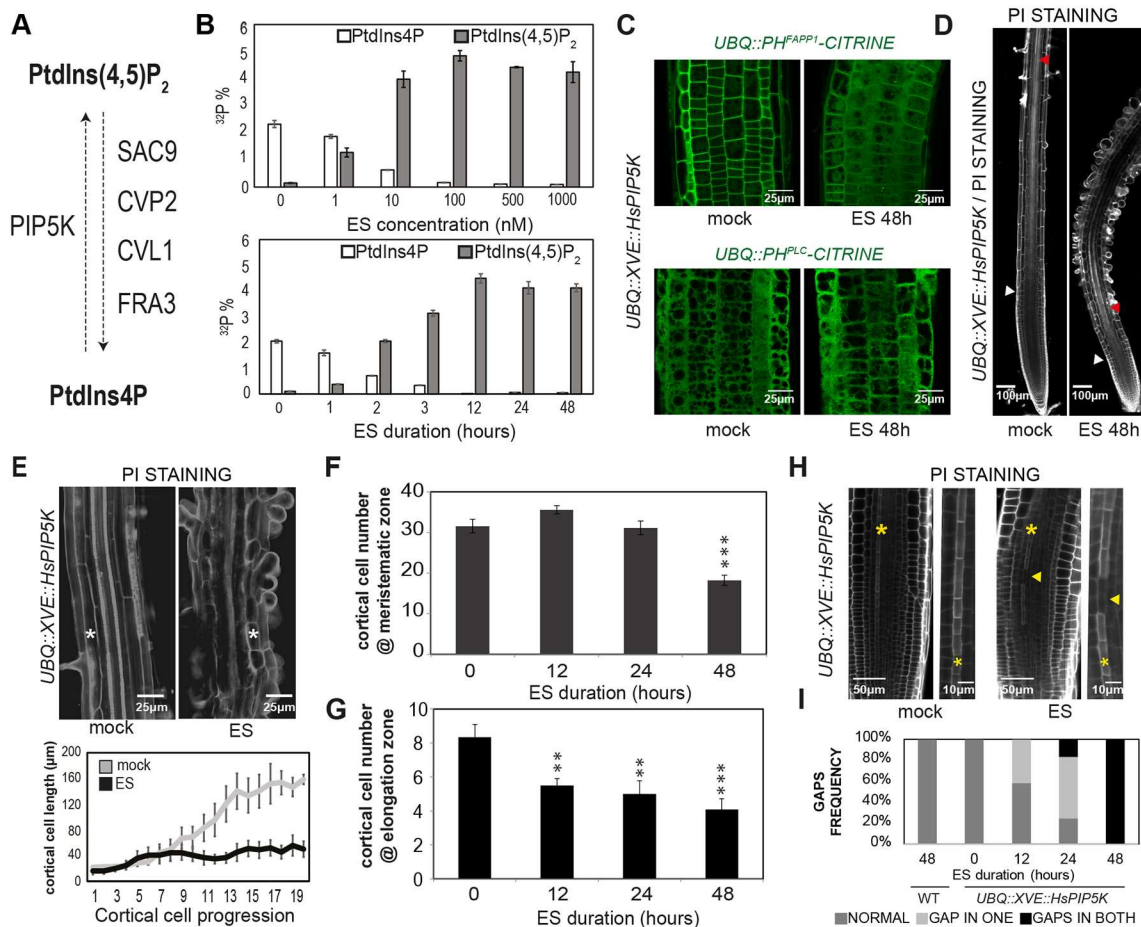 A
PtdIns(4,5)P2
PIP5K
SAC9
CVP2
CVL1
FRA3
PtdIns4P
B
6
5
4
3
2
1
0
32P %
PtdIns4P PtdIns(4,5)P2
0 1 10 100 500 1000
ES concentration (nM)
6
5
4
3
2
1
0
32P %
PtdIns4P PtdIns(4,5)P2
0 1 2 3 12 24 48
ES duration (hours)
C
UBQ::PHFAPP1-CITRINE
UBQ::XVE::HsPIP5K
25µm 25µm
mock ES 48h
UBQ::PHPLC-CITRINE
25µm 25µm
mock ES 48h
D
PI STAINING
UBQ::XVE::HsPIP5K / PI STAINING
100µm 100µm
mock ES 48h
E
PI STAINING
UBQ::XVE::HsPIP5K
* *
25µm 25µm
mock ES
cortical cell length (µm)
200
160
120
80
40
0
mock
ES
1 3 5 7 9 11 13 15 17 19
Cortical cell progression
F
cortical cell number
@ meristematic zone
40
30
20
10
0
***
0 12 24 48
ES duration (hours)
G
cortical cell number
@ elongation zone
10
8
6
4
2
0
** ** ***
0 12 24 48
ES duration (hours)
H
PI STAINING
UBQ::XVE::HsPIP5K
* * * *
50µm 10µm 50µm 10µm
mock ES
I
GAPS
FREQUENCY
100%
80%
60%
40%
20%
0%
48 0 12 24 48
ES duration (hours)
WT UBQ::XVE::HsPIP5K
NORMAL GAP IN ONE GAPS IN BOTH